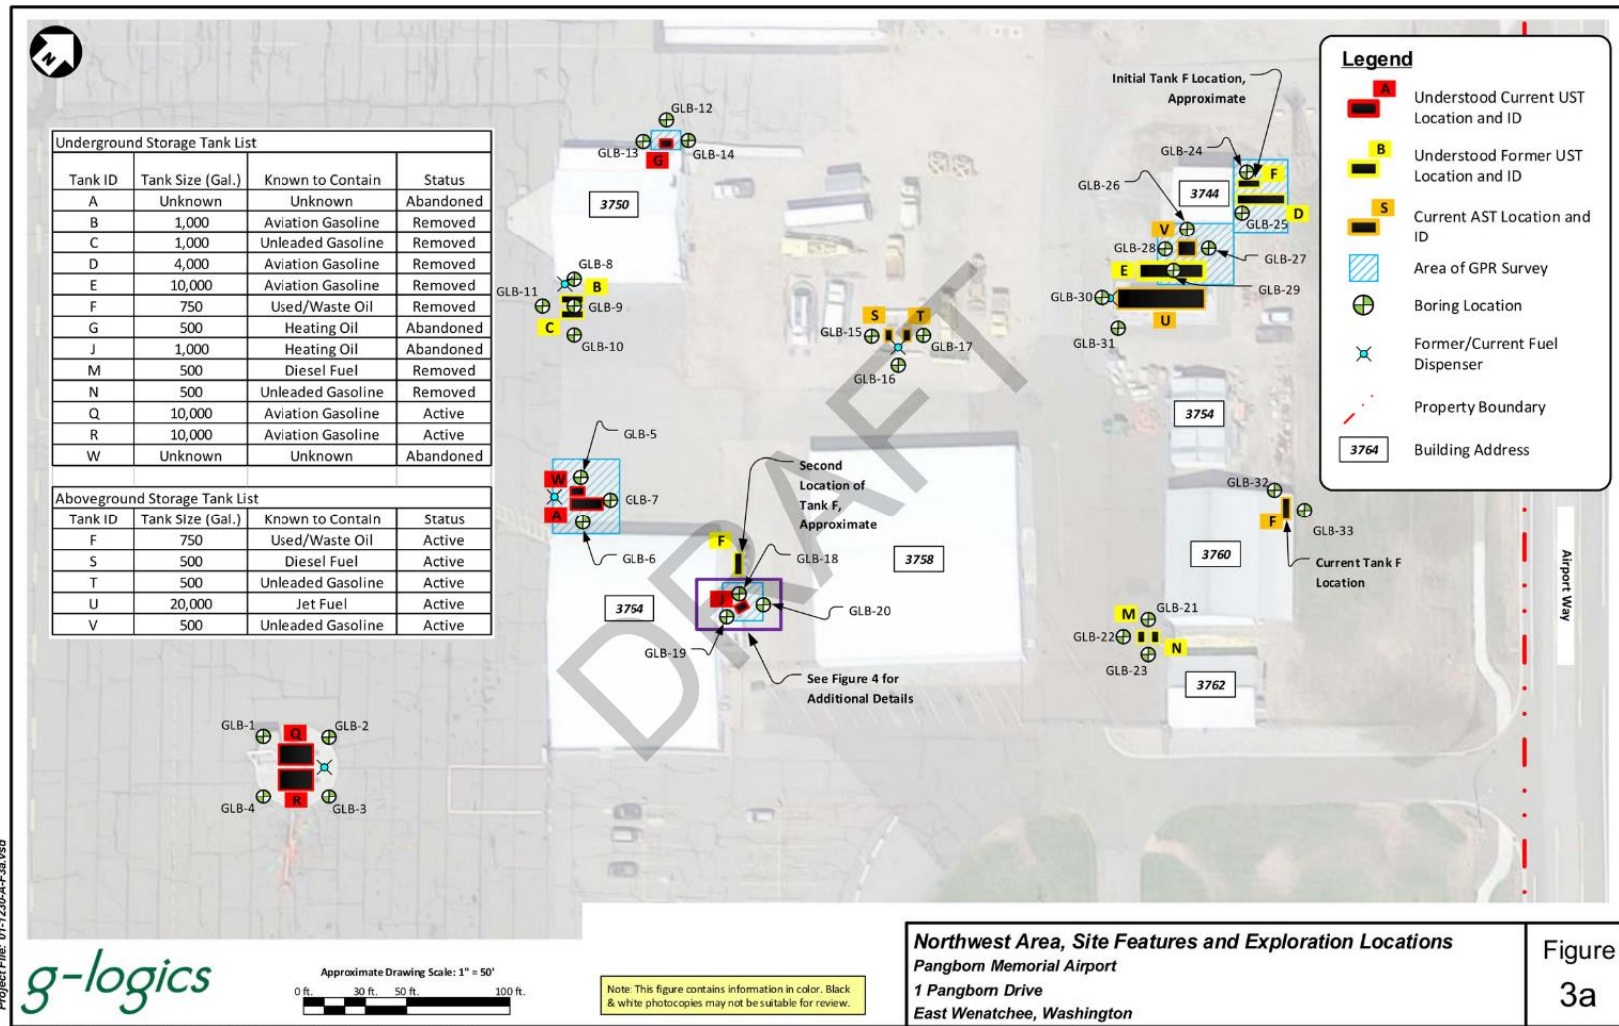 N
Underground Storage Tank List
Tank ID Tank Size (Gal.) Known to Contain Status
A Unknown Unknown Abandoned
B 1,000 Aviation Gasoline Removed
C 1,000 Unleaded Gasoline Removed
D 4,000 Aviation Gasoline Removed
E 10,000 Aviation Gasoline Removed
F 750 Used/Waste Oil Removed
G 500 Heating Oil Abandoned
J 1,000 Heating Oil Abandoned
M 500 Diesel Fuel Removed
N 500 Unleaded Gasoline Removed
Q 10,000 Aviation Gasoline Active
R 10,000 Aviation Gasoline Active
W Unknown Unknown Abandoned
Aboveground Storage Tank List
Tank ID Tank Size (Gal.) Known to Contain Status
F 750 Used/Waste Oil Active
S 500 Diesel Fuel Active
T 500 Unleaded Gasoline Active
U 20,000 Jet Fuel Active
V 500 Unleaded Gasoline Active
GLB-12
GLB-13
GLB-14
G
3750
GLB-8
GLB-11
B
GLB-9
C
GLB-10
GLB-5
W
GLB-7
A
GLB-6
F
GLB-18
J
3764
GLB-20
GLB-19
See Figure 4 for
Additional Details
Second
Location of
Tank F,
Approximate
3758
S
T
GLB-15
GLB-17
GLB-16
Initial Tank F Location,
Approximate
GLB-24
F
GLB-26
3744
D
GLB-25
V
GLB-28
GLB-27
E
GLB-29
GLB-30
U
GLB-31
3754
GLB-32
F
GLB-33
3760
Current Tank F
Location
M
GLB-21
GLB-22
N
GLB-23
3762
GLB-1
Q
GLB-2
GLB-4
R
GLB-3
DRAFT
Airport Way
Legend
A
Understood Current UST
Location and ID
B
Understood Former UST
Location and ID
S
Current AST Location and
ID
Area of GPR Survey
Boring Location
Former/Current Fuel
Dispenser
Property Boundary
3764
Building Address
Project File: 01-1230-A-F3a.vsd
g-logics
Approximate Drawing Scale: 1" = 50'
0 ft. 30 ft. 50 ft. 100 ft.
Note: This figure contains information in color. Black
& white photocopies may not be suitable for review.
Northwest Area, Site Features and Exploration Locations
Pangborn Memorial Airport
1 Pangborn Drive
East Wenatchee, Washington
Figure
3a